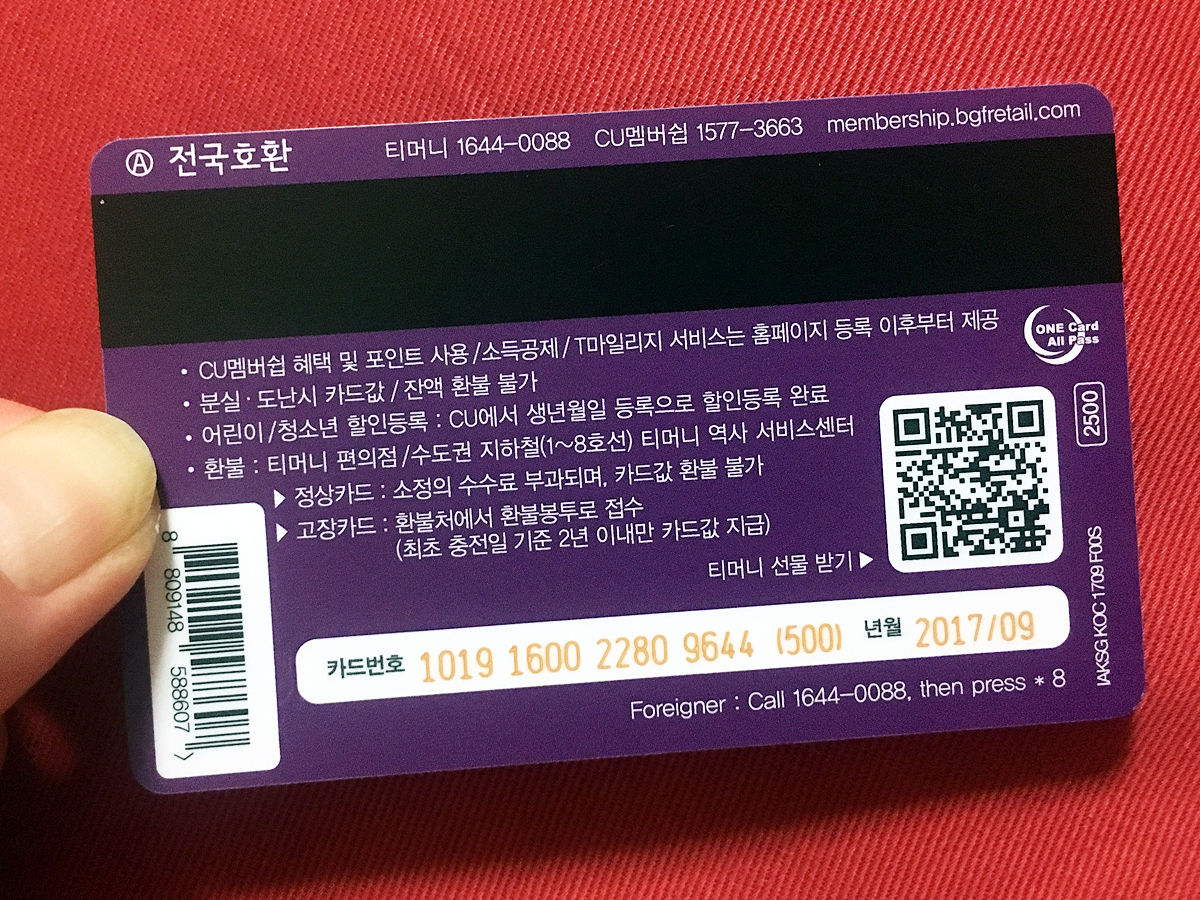 Ⓐ 전국호환 티머니 1644-0088 CU멤버쉽 1577-3663 membership.bgfretail.com
• CU멤버쉽 혜택 및 포인트 사용/소득공제/T마일리지 서비스는 홈페이지 등록 이후부터 제공
• 분실·도난시 카드값/잔액 환불 불가
• 어린이/청소년 할인등록 : CU에서 생년월일 등록으로 할인등록 완료
• 환불 : 티머니 편의점/수도권 지하철(1~8호선) 티머니 역사 서비스센터
▶ 정상카드 : 소정의 수수료 부과되며, 카드값 환불 불가
▶ 고장카드 : 환불처에서 환불봉투로 접수
(최초 충전일 기준 2년 이내만 카드값 지급)
티머니 선물 받기 ▶
ONE Card
All Pass
2500
카드번호 1019 1600 2280 9644 (500) 년월 2017/09
Foreigner : Call 1644-0088, then press * 8
IAKSG KOC 1709 F00S
8 809148 588607 >